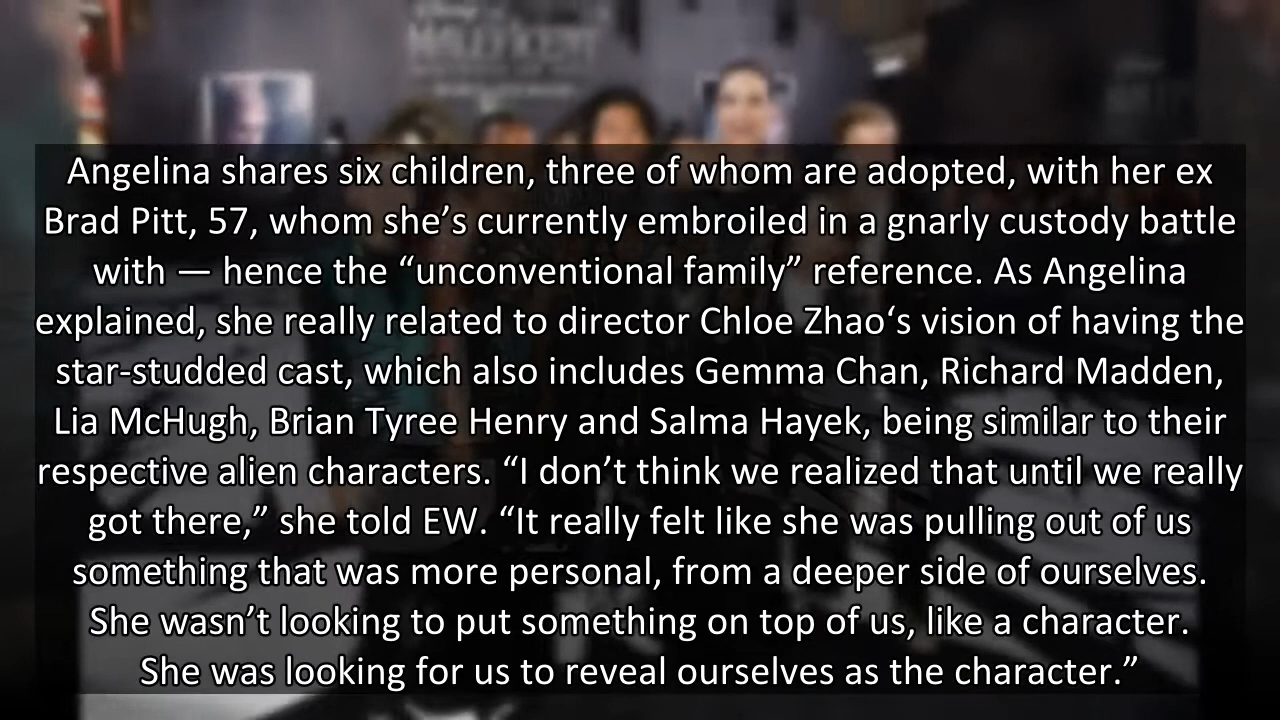 Angelina shares six children, three of whom are adopted, with her ex
Brad Pitt, 57, whom she’s currently embroiled in a gnarly custody battle
with — hence the “unconventional family” reference. As Angelina
explained, she really related to director Chloe Zhao‘s vision of having the
star-studded cast, which also includes Gemma Chan, Richard Madden,
Lia McHugh, Brian Tyree Henry and Salma Hayek, being similar to their
respective alien characters. “I don’t think we realized that until we really
got there,” she told EW. “It really felt like she was pulling out of us
something that was more personal, from a deeper side of ourselves.
She wasn’t looking to put something on top of us, like a character.
She was looking for us to reveal ourselves as the character.”